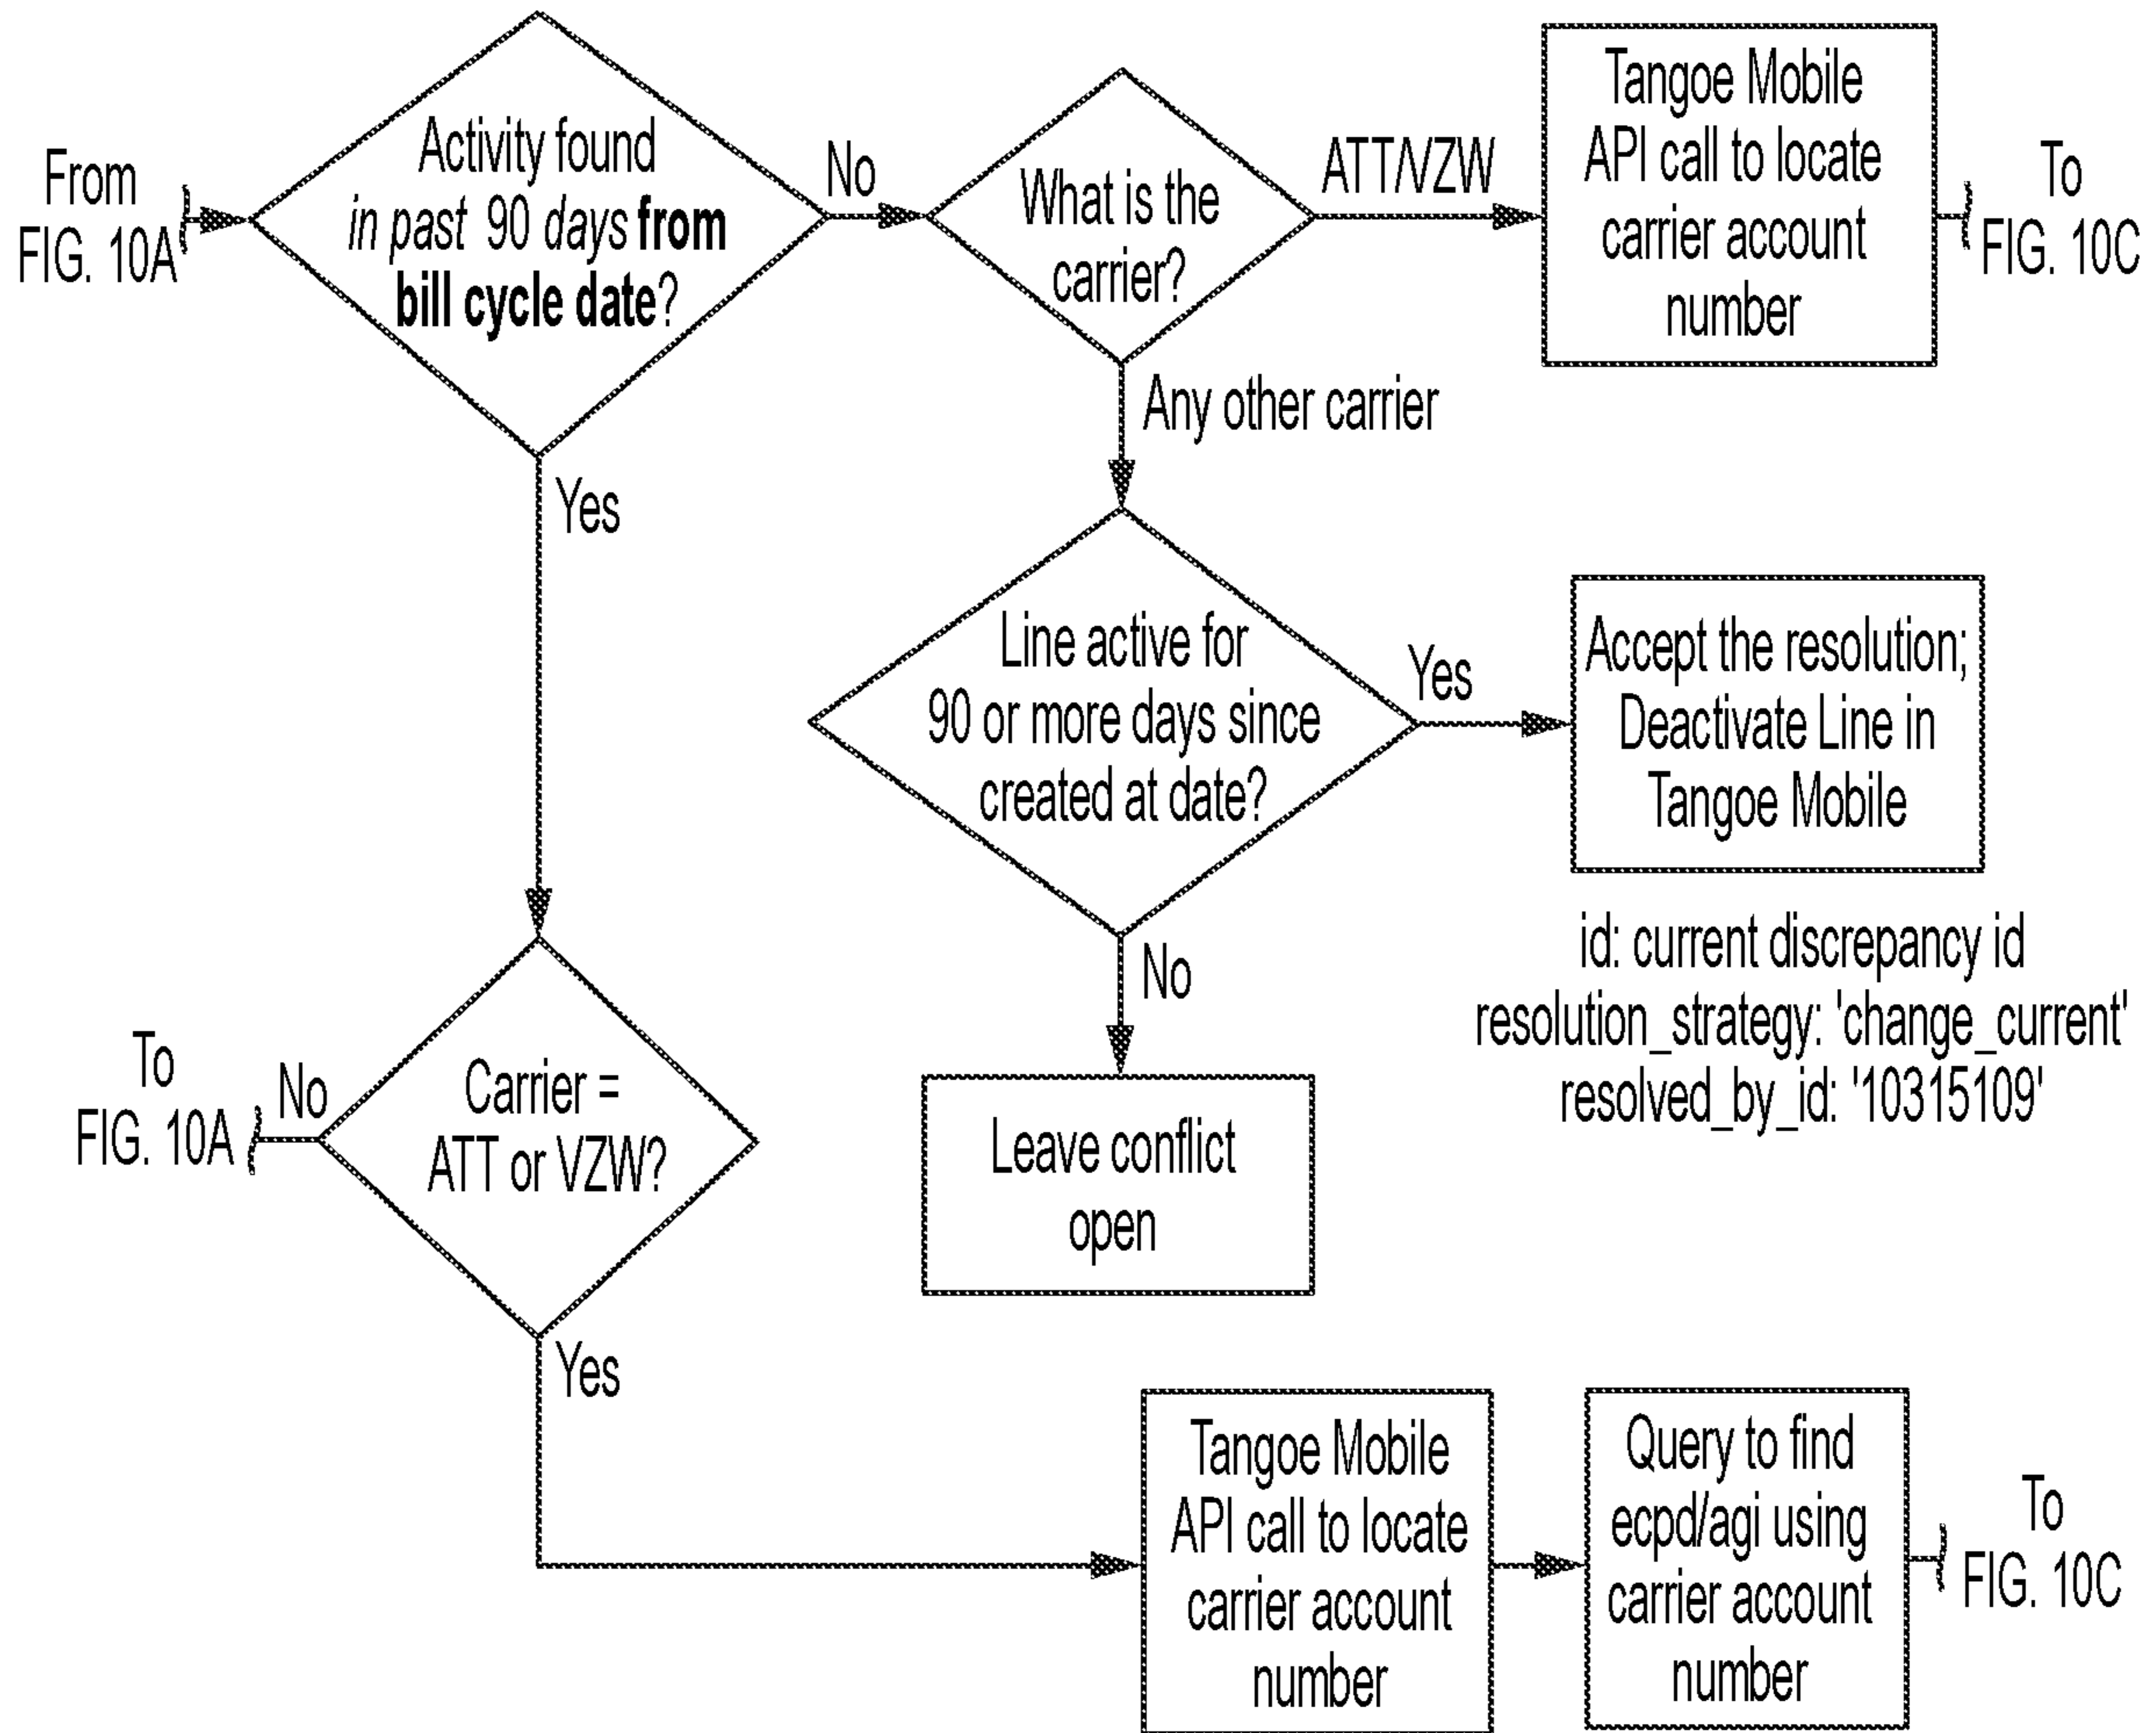 From
FIG. 10A
Activity found
in past 90 days from
bill cycle date?
No
What is the
carrier?
ATT/VZW
Tangoe Mobile
API call to locate
carrier account
number
To
FIG. 10C
Any other carrier
Yes
Line active for
90 or more days since
created at date?
Yes
Accept the resolution;
Deactivate Line in
Tangoe Mobile
id: current discrepancy id
resolution_strategy: 'change_current'
resolved_by_id: '10315109'
No
Leave conflict
open
To
FIG. 10A
No
Carrier =
ATT or VZW?
Yes
Tangoe Mobile
API call to locate
carrier account
number
Query to find
ecpd/agi using
carrier account
number
To
FIG. 10C